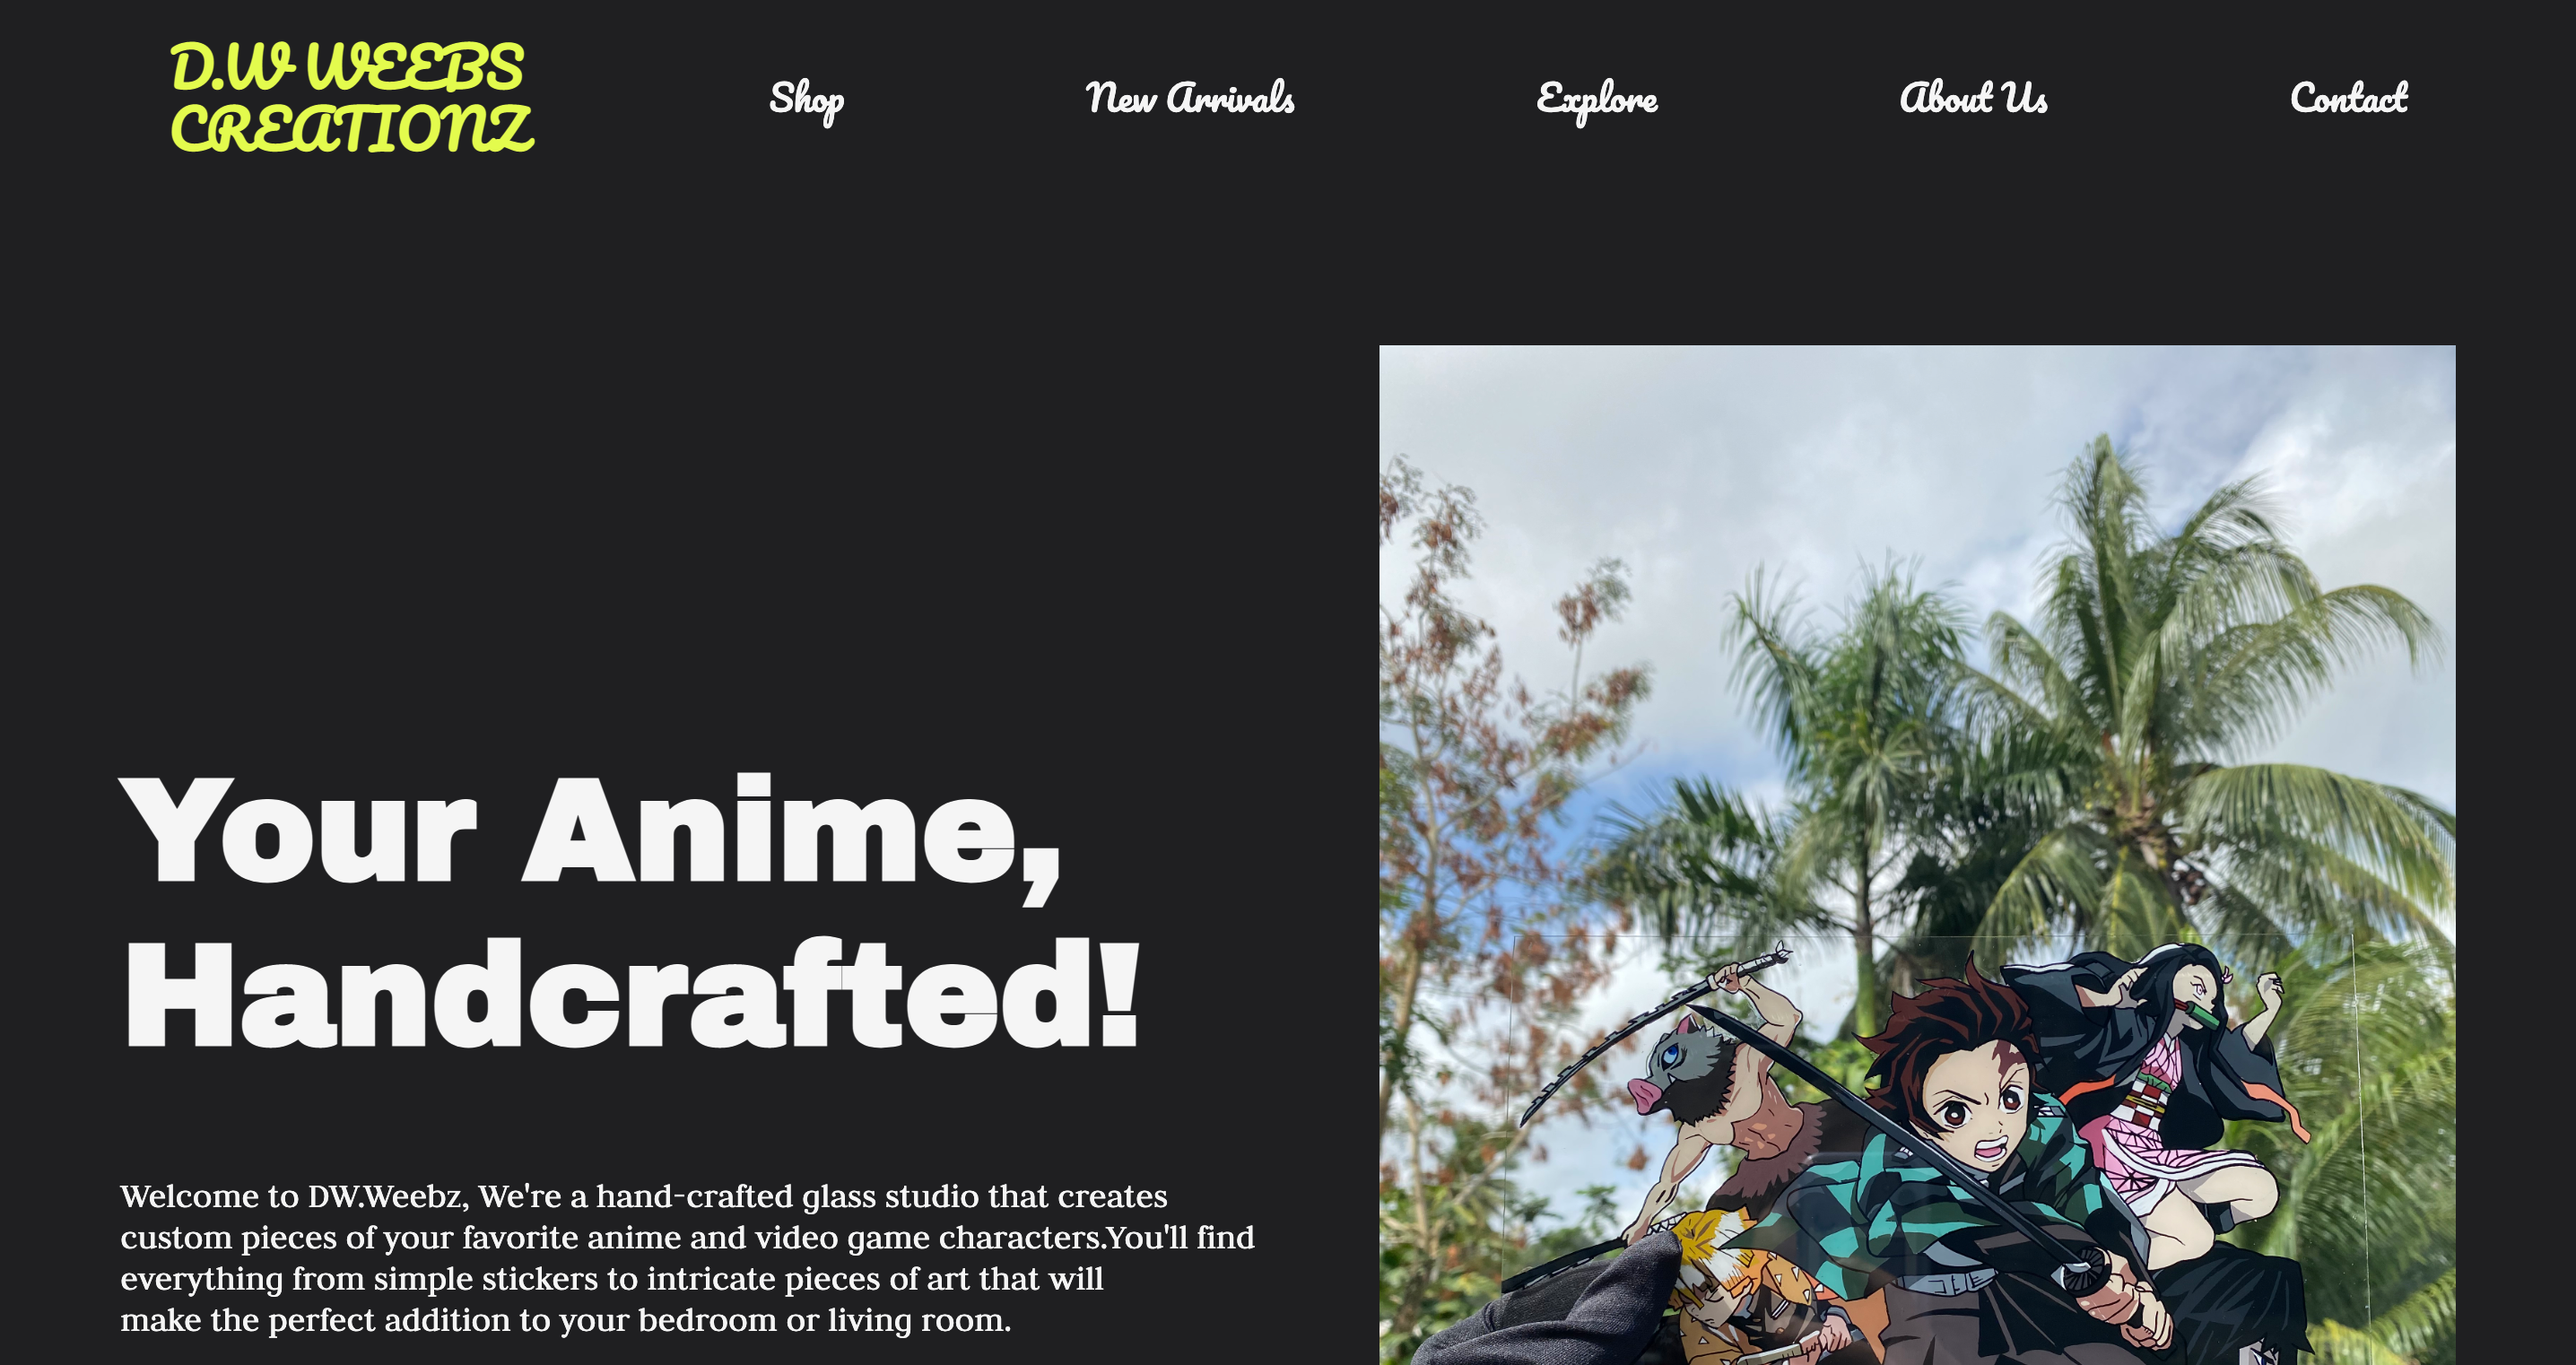 D.W WEEBS
CREATIONZ
Shop
New Arrivals
Explore
About Us
Contact
Your Anime,
Handcrafted!
Welcome to DW.Weebz, We're a hand-crafted glass studio that creates
custom pieces of your favorite anime and video game characters.You'll find
everything from simple stickers to intricate pieces of art that will
make the perfect addition to your bedroom or living room.